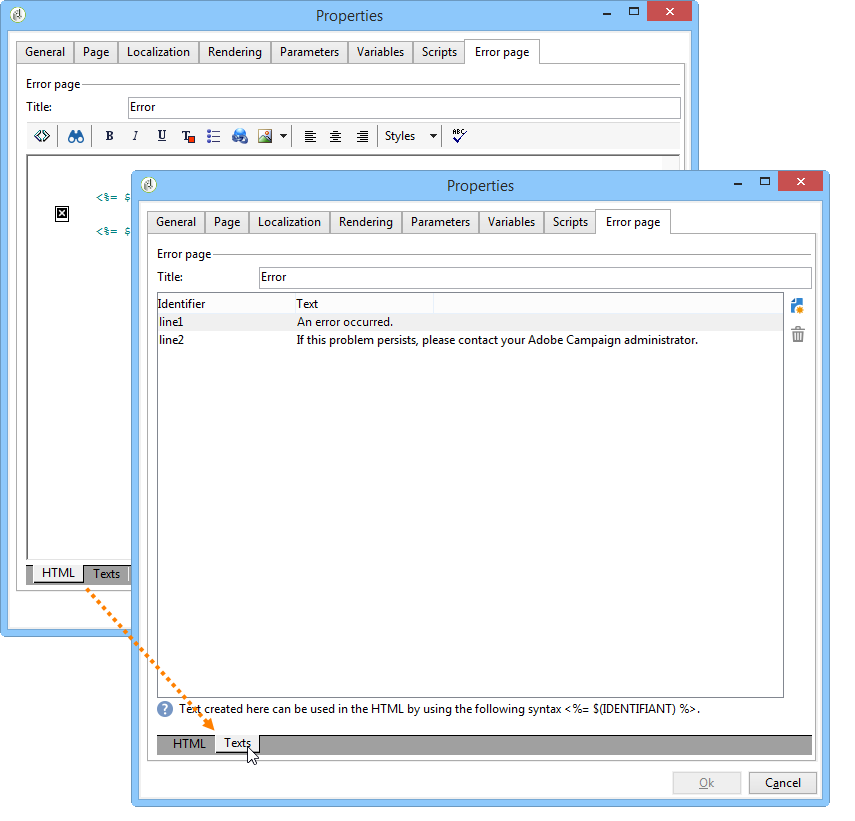 Properties
General Page Localization Rendering Parameters Variables Scripts Error page
Error page
Title: Error
B I U T Styles ABC
<%= $
<%= $
HTML Texts
Properties
General Page Localization Rendering Parameters Variables Scripts Error page
Error page
Title: Error
Identifier Text
line1 An error occurred.
line2 If this problem persists, please contact your Adobe Campaign administrator.
? Text created here can be used in the HTML by using the following syntax <%= $(IDENTIFIANT) %>.
HTML Texts
Ok Cancel